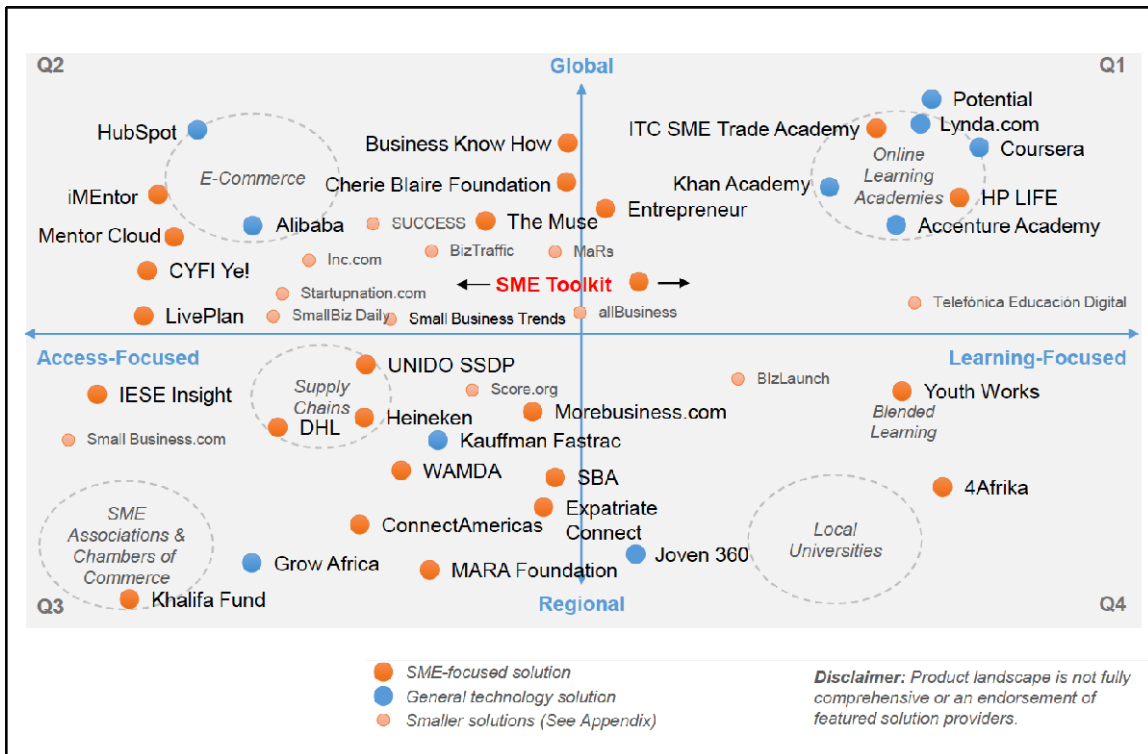 Q2
Global
Q1
Potential
HubSpot
Lynda.com
ITC SME Trade Academy
Business Know How
Coursera
Online
Learning
Academies
E-Commerce
Cherie Blaire Foundation
Khan Academy
iMEntor
HP LIFE
Entrepreneur
SUCCESS
The Muse
Alibaba
Accenture Academy
Mentor Cloud
BizTraffic
MaRs
Inc.com
CYFI Ye!
SME Toolkit
Startupnation.com
Telefónica Educación Digital
LivePlan
SmallBiz Daily
Small Business Trends
allBusiness
Access-Focused
Learning-Focused
UNIDO SSDP
BIzLaunch
IESE Insight
Supply
Chains
Score.org
Youth Works
Heineken
Morebusiness.com
Blended
Learning
DHL
Small Business.com
Kauffman Fastrac
WAMDA
SBA
4Afrika
SME
Associations &
Chambers of
Commerce
Expatriate
Connect
ConnectAmericas
Local
Universities
Joven 360
Grow Africa
MARA Foundation
Khalifa Fund
Q3
Regional
Q4
SME-focused solution
General technology solution
Smaller solutions (See Appendix)
Disclaimer: Product landscape is not fully
comprehensive or an endorsement of
featured solution providers.